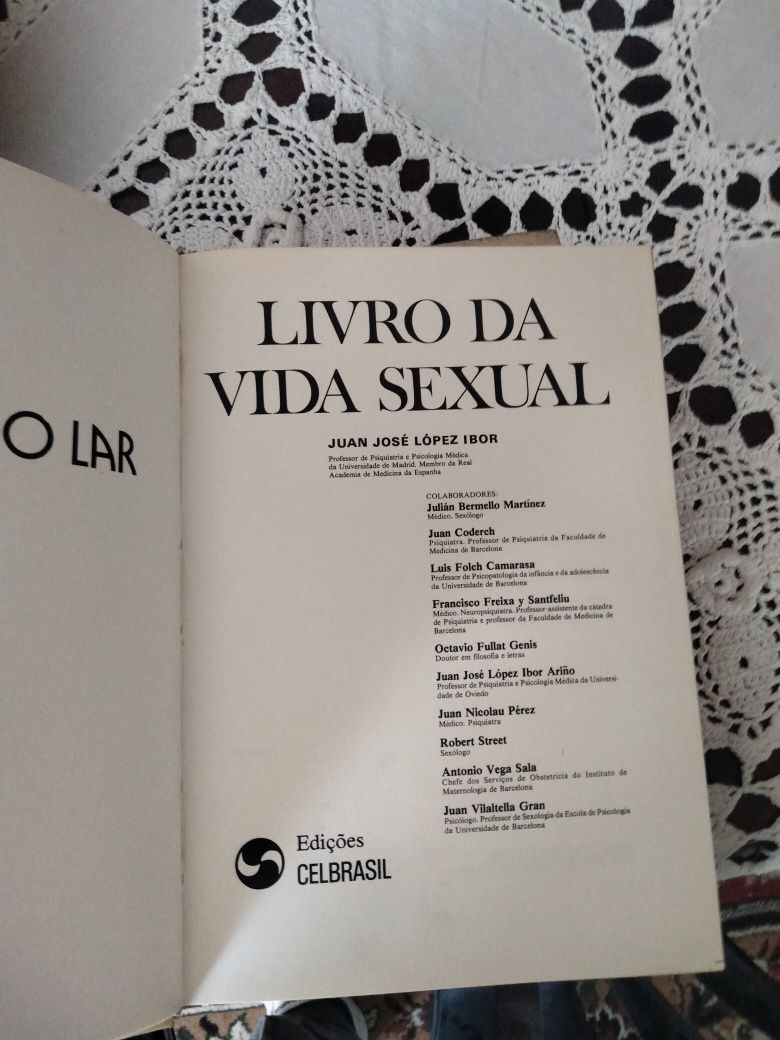 O LAR
LIVRO DA
VIDA SEXUAL
JUAN JOSÉ LÓPEZ IBOR
Professor de Psiquiatria e Psicologia Médica
da Universidade de Madrid. Membro da Real
Academia de Medicina da Espanha
COLABORADORES:
Julián Bermello Martínez
Médico. Sexólogo
Juan Coderch
Psiquiatra. Professor de Psiquiatria da Faculdade de
Medicina de Barcelona
Luis Folch Camarasa
Professor de Psicopatologia da infância e da adolescência
da Universidade de Barcelona
Francisco Freixa y Santfeliu
Médico. Neuropsiquiatra. Professor-assistente da cátedra
de Psiquiatria e professor da Faculdade de Medicina de
Barcelona
Octavio Fullat Genis
Doutor em filosofia e letras
Juan José López Ibor Ariño
Professor de Psiquiatria e Psicologia Médica da Universi-
dade de Oviedo
Juan Nicolau Pérez
Médico. Psiquiatra
Robert Street
Sexólogo
Antonio Vega Sala
Chefe dos Serviços de Obstetricia do Instituto de
Maternologia de Barcelona
Juan Vilaltella Gran
Psicólogo. Professor de Sexologia da Escola de Psicologia
da Universidade de Barcelona
Edições
CELBRASIL